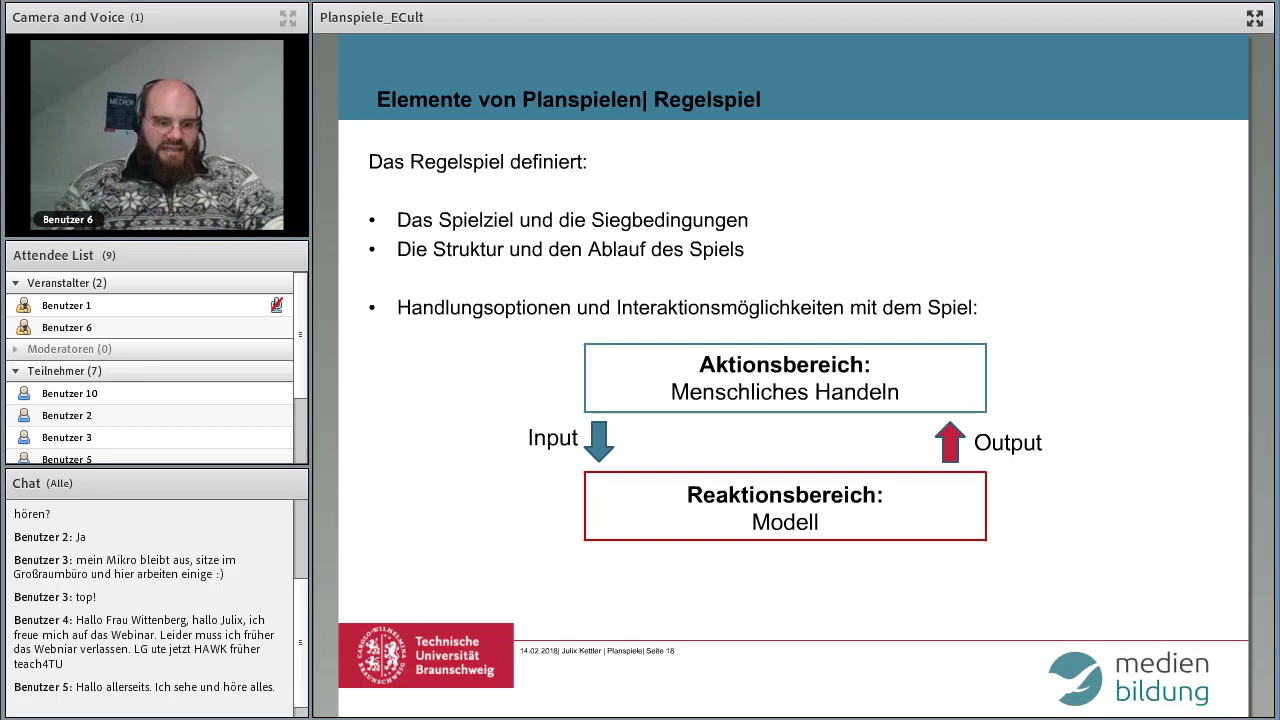 Camera and Voice (1)
Benutzer 6
Attendee List (9)
Veranstalter (2)
Benutzer 1
Benutzer 6
Moderatoren (0)
Teilnehmer (7)
Benutzer 10
Benutzer 2
Benutzer 3
Benutzer 5
Chat (Alle)
hören?
Benutzer 2: Ja
Benutzer 3: mein Mikro bleibt aus, sitze im
Großraumbüro und hier arbeiten einige :)
Benutzer 3: top!
Benutzer 4: Hallo Frau Wittenberg, hallo Julix, ich
freue mich auf das Webinar. Leider muss ich früher
das Webniar verlassen. LG ute jetzt HAWK früher
teach4TU
Benutzer 5: Hallo allerseits. Ich sehe und höre alles.
Planspiele_ECult
Elemente von Planspielen| Regelspiel
Das Regelspiel definiert:
• Das Spielziel und die Siegbedingungen
• Die Struktur und den Ablauf des Spiels
• Handlungsoptionen und Interaktionsmöglichkeiten mit dem Spiel:
Aktionsbereich:
Menschliches Handeln
Input
Output
Reaktionsbereich:
Modell
Technische
Universität
Braunschweig
14.02.2018| Julix Kettler | Planspiele| Seite 18
medien
bildung